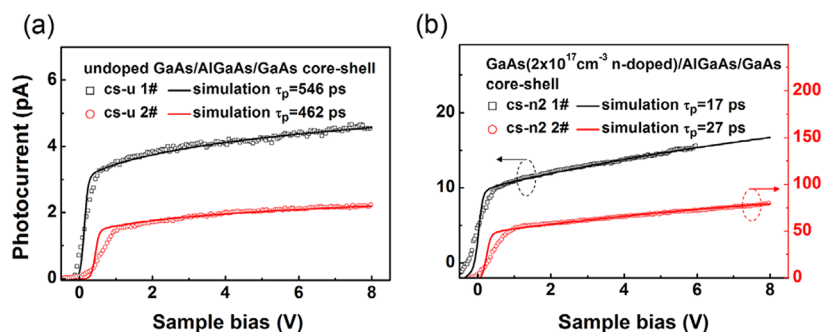 (a)
undoped GaAs/AlGaAs/GaAs core-shell
cs-u 1# simulation τp=546 ps
cs-u 2# simulation τp=462 ps
Photocurrent (pA)
6
4
2
0
0 2 4 6 8
Sample bias (V)
(b)
GaAs(2x10¹⁷cm⁻³ n-doped)/AlGaAs/GaAs
core-shell
cs-n2 1# simulation τp=17 ps
cs-n2 2# simulation τp=27 ps
20
10
0
200
150
100
50
0
0 2 4 6 8
Sample bias (V)